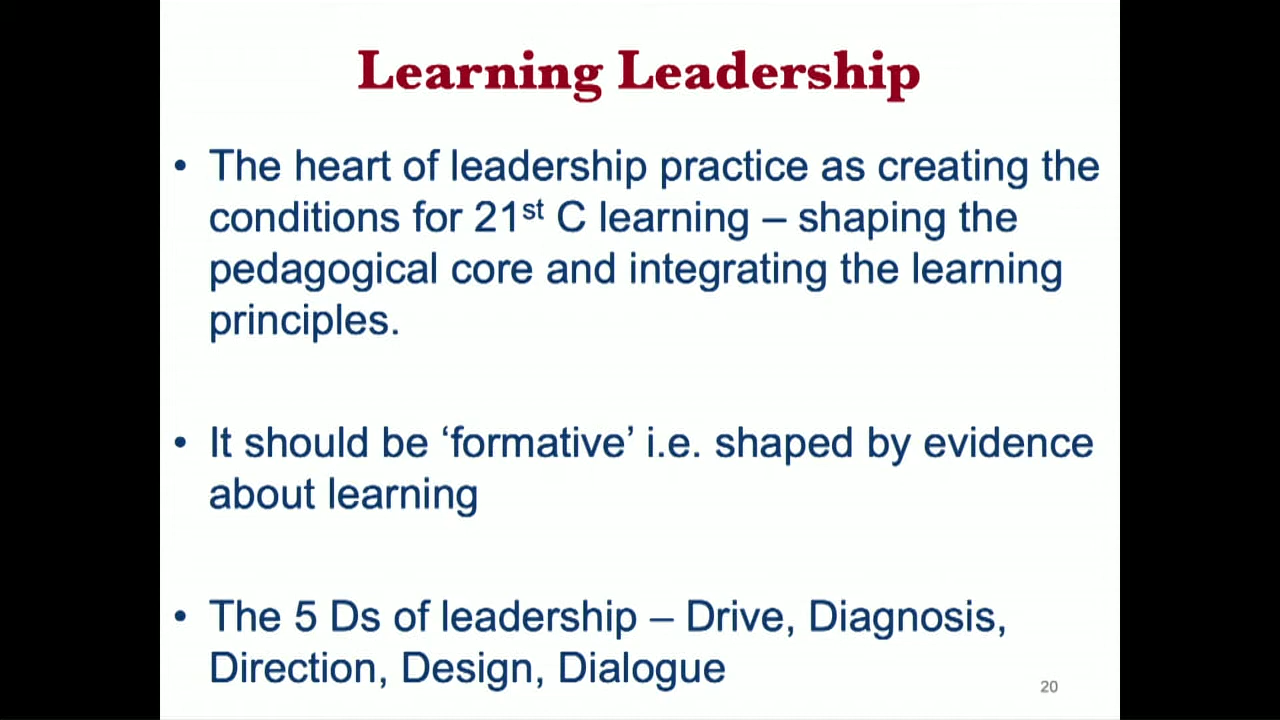 Learning Leadership
• The heart of leadership practice as creating the
conditions for 21st C learning – shaping the
pedagogical core and integrating the learning
principles.
• It should be ‘formative’ i.e. shaped by evidence
about learning
• The 5 Ds of leadership – Drive, Diagnosis,
Direction, Design, Dialogue
20